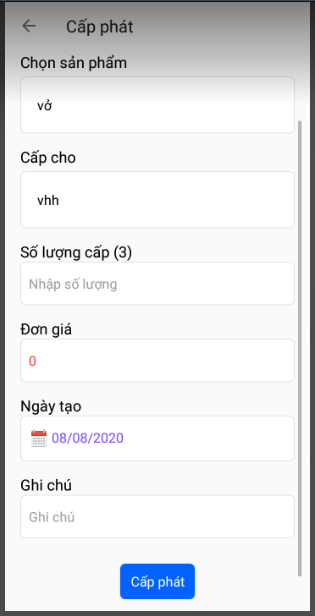 Cấp phát
Chọn sản phẩm
vở
Cấp cho
vhh
Số lượng cấp (3)
Nhập số lượng
Đơn giá
0
Ngày tạo
08/08/2020
Ghi chú
Ghi chú
Cấp phát